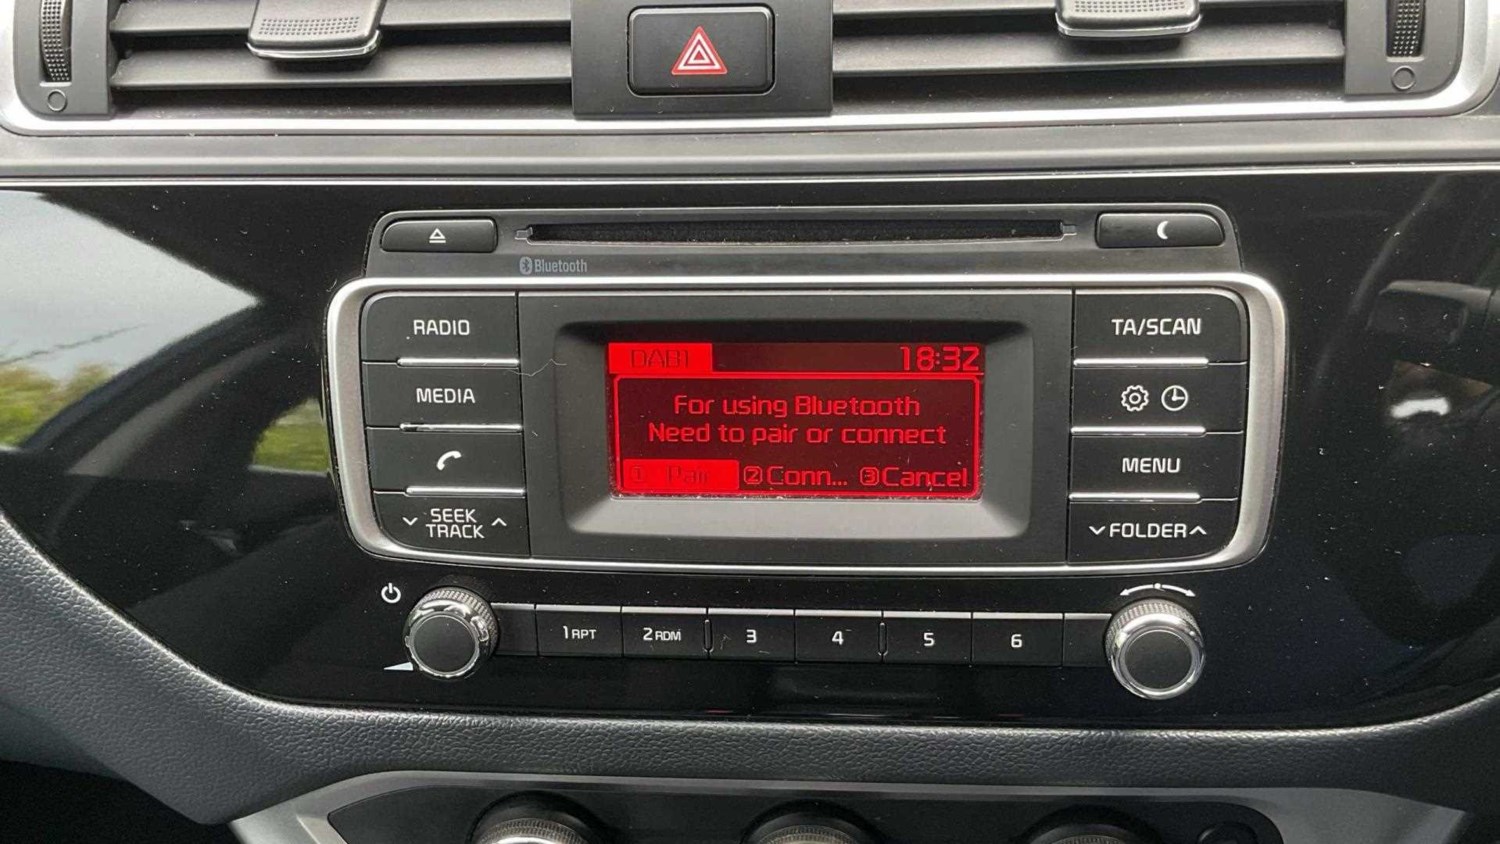 Bluetooth
RADIO
MEDIA
SEEK
TRACK
DAB1
18:32
For using Bluetooth
Need to pair or connect
1 Pair 2 Conn... 3 Cancel
TA/SCAN
MENU
FOLDER
1 RPT
2 RDM
3
4
5
6